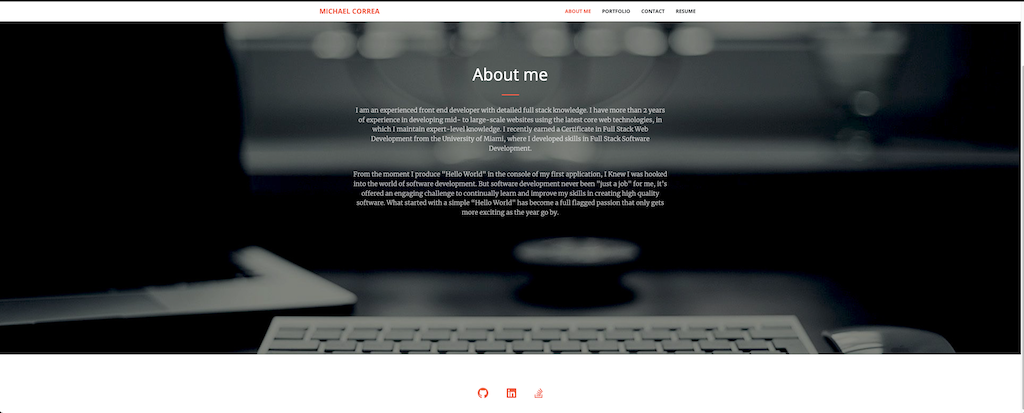 MICHAEL CORREA
ABOUT ME PORTFOLIO CONTACT RESUME
About me
I am an experienced front end developer with detailed full stack knowledge. I have more than 2 years
of experience in developing mid- to large-scale websites using the latest core web technologies, in
which I maintain expert-level knowledge. I recently earned a Certificate in Full Stack Web
Development from the University of Miami, where I developed skills in Full Stack Software
Development.
From the moment I produce "Hello World" in the console of my first application, I Knew I was hooked
into the world of software development. But software development never been "just a job" for me, it's
offered an engaging challenge to continually learn and improve my skills in creating high quality
software. What started with a simple "Hello World" has become a full flagged passion that only gets
more exciting as the year go by.